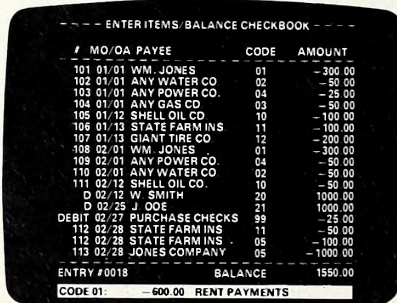 ---- ENTER ITEMS/BALANCE CHECKBOOK ----
# MO/OA PAYEE CODE AMOUNT
101 01/01 WM. JONES 01 -300 00
102 01/01 ANY WATER CO 02 -50 00
103 01/01 ANY POWER CO. 04 -25 00
104 01/01 ANY GAS CO 03 -50 00
105 01/12 SHELL OIL CO 10 -100 00
106 01/13 STATE FARM INS 11 -100.00
107 01/13 GIANT TIRE CO 12 -200 00
108 02/01 WM. JONES 01 -300 00
109 02/01 ANY POWER CO. 04 -50 00
110 02/01 ANY WATER CO 02 -50 00
111 02/12 SHELL OIL CO. 10 -50 00
D 02/12 W. SMITH 20 1000.00
D 02/25 J. DOE 21 1000.00
DEBIT 02/27 PURCHASE CHECKS 99 -25 00
112 02/28 STATE FARM INS 11 -50 00
112 02/28 STATE FARM INS 05 -100 00
113 02/28 JONES COMPANY 05 -1000 00
ENTRY #0018 BALANCE 1550.00
CODE 01: -600.00 RENT PAYMENTS